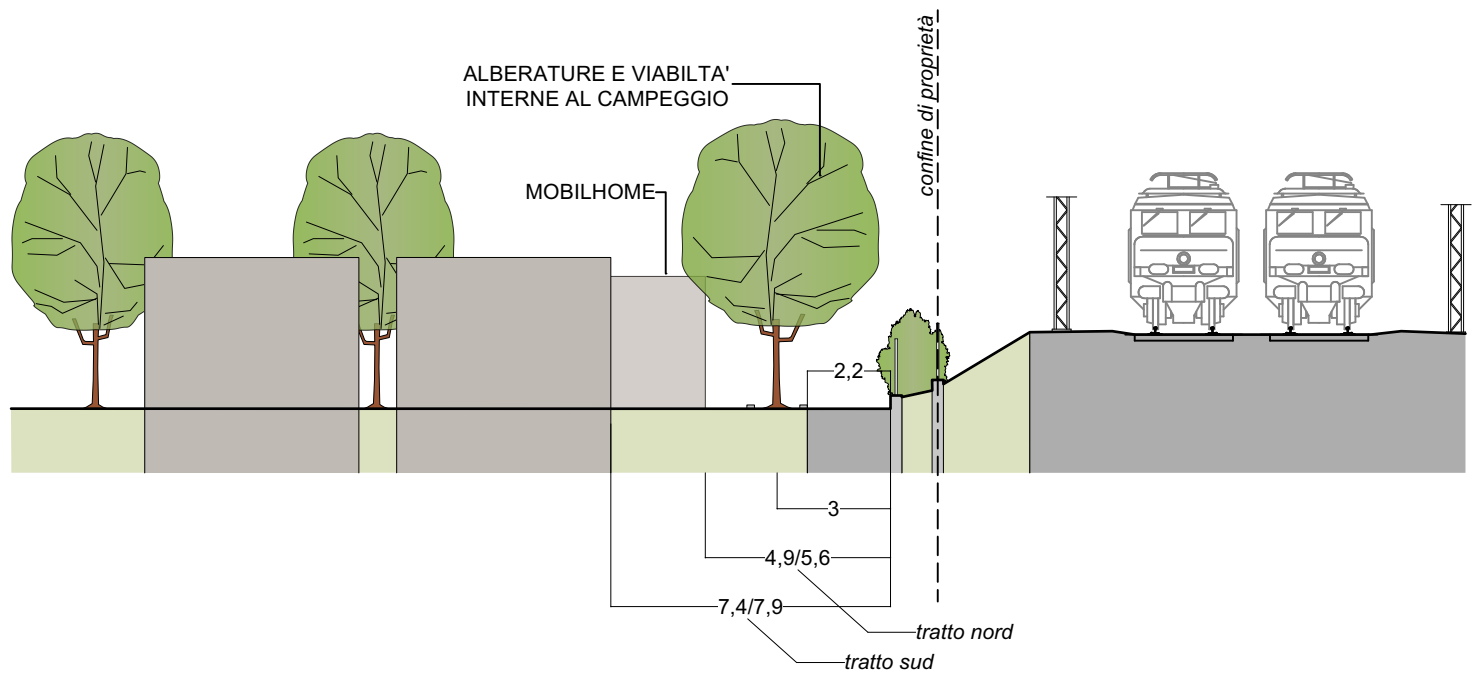 confine di proprietà
ALBERATURE E VIABILTA'
INTERNE AL CAMPEGGIO
MOBILHOME
2,2
3
4,9/5,6
7,4/7,9
tratto nord
tratto sud